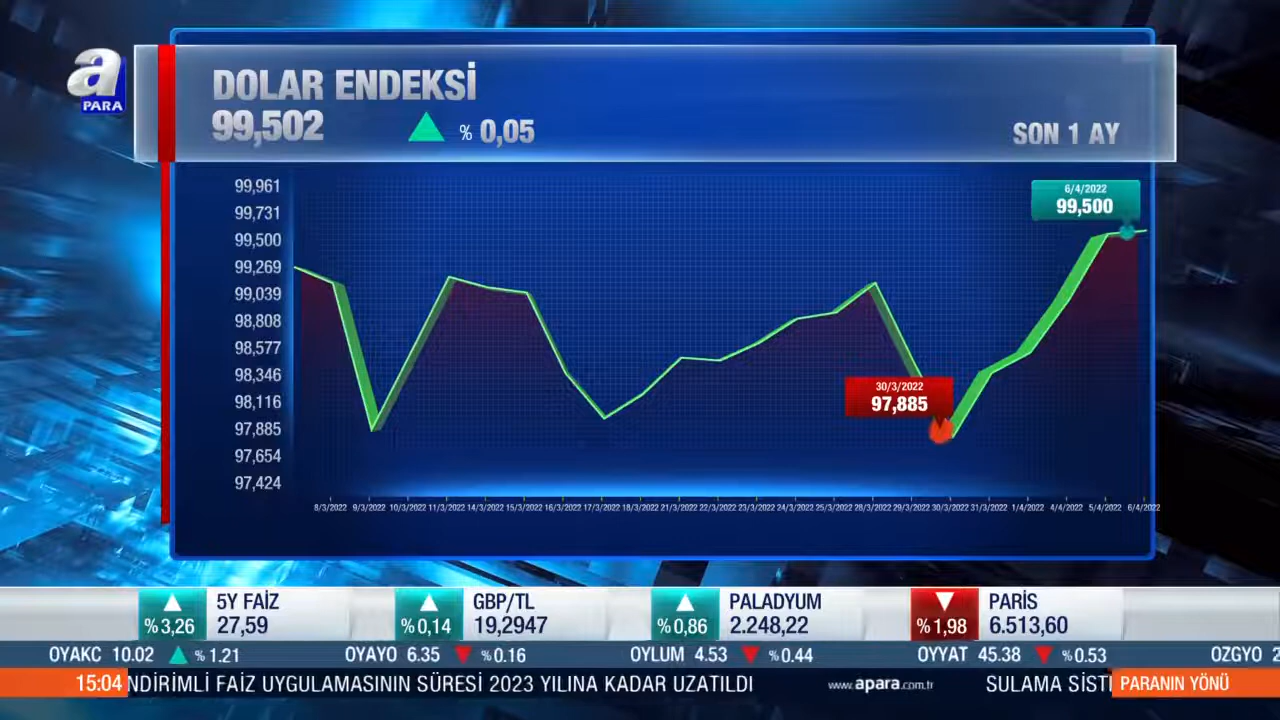 a
PARA
DOLAR ENDEKSİ
99,502 % 0,05
SON 1 AY
99,961
99,731
99,500
99,269
99,039
98,808
98,577
98,346
98,116
97,885
97,654
97,424
6/4/2022
99,500
30/3/2022
97,885
8/3/2022 9/3/2022 10/3/2022 11/3/2022 14/3/2022 15/3/2022 16/3/2022 17/3/2022 18/3/2022 21/3/2022 22/3/2022 23/3/2022 24/3/2022 25/3/2022 28/3/2022 29/3/2022 30/3/2022 31/3/2022 1/4/2022 4/4/2022 5/4/2022 6/4/2022
% 3,26 5Y FAİZ 27,59
% 0,14 GBP/TL 19,2947
% 0,86 PALADYUM 2.248,22
% 1,98 PARİS 6.513,60
OYAKC 10.02 % 1.21 OYAYO 6.35 % 0.16 OYLUM 4.53 % 0.44 OYYAT 45.38 % 0.53 OZGYO 2
15:04 NDİRİMLİ FAİZ UYGULAMASININ SÜRESİ 2023 YILINA KADAR UZATILDI www.apara.com.tr SULAMA SİSTİ PARANIN YÖNÜ